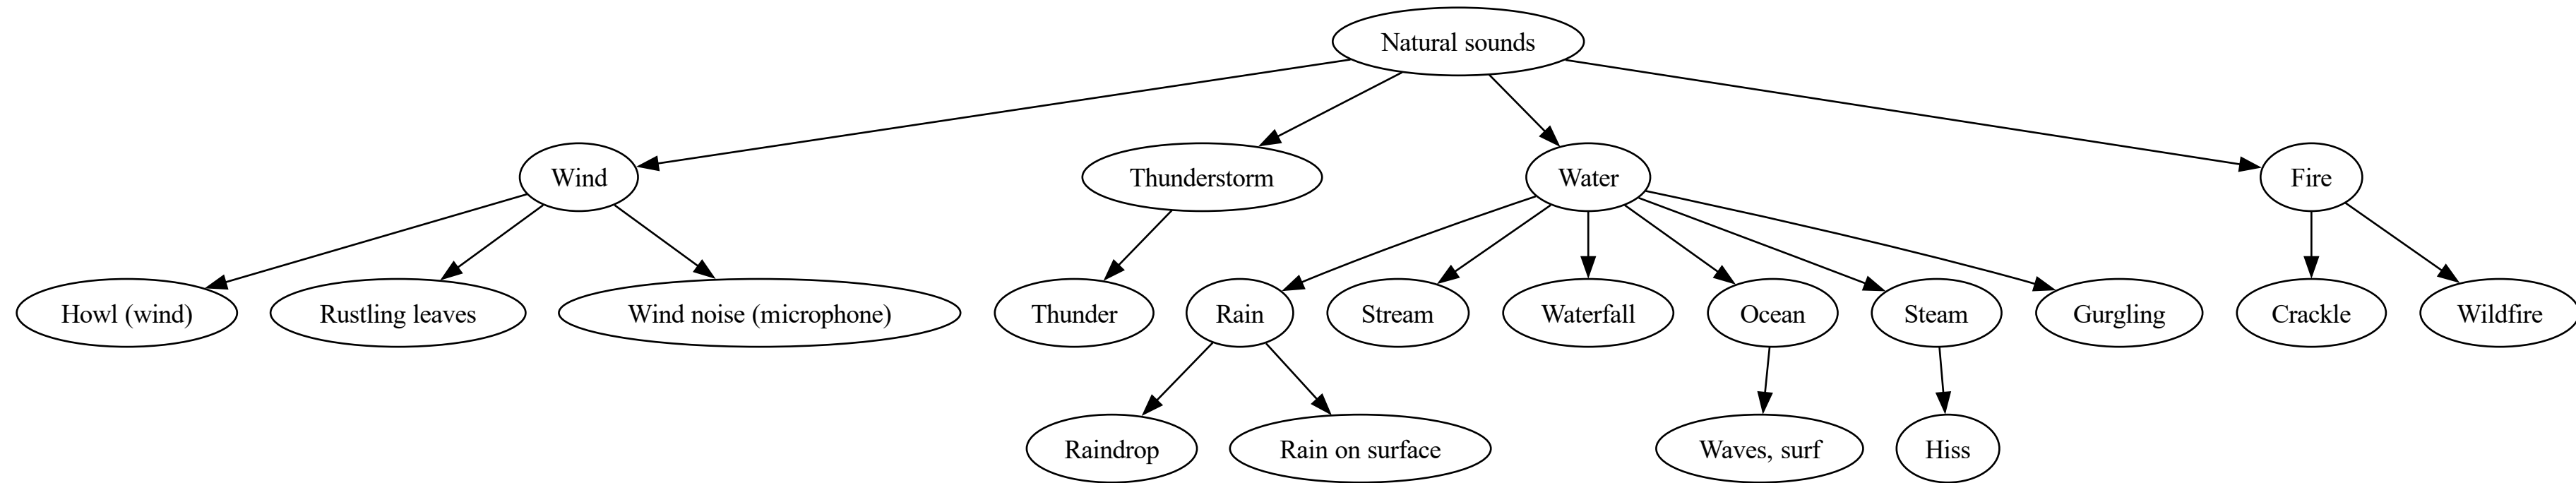 Natural sounds
Wind
Thunderstorm
Water
Fire
Howl (wind)
Rustling leaves
Wind noise (microphone)
Thunder
Rain
Stream
Waterfall
Ocean
Steam
Gurgling
Crackle
Wildfire
Raindrop
Rain on surface
Waves, surf
Hiss